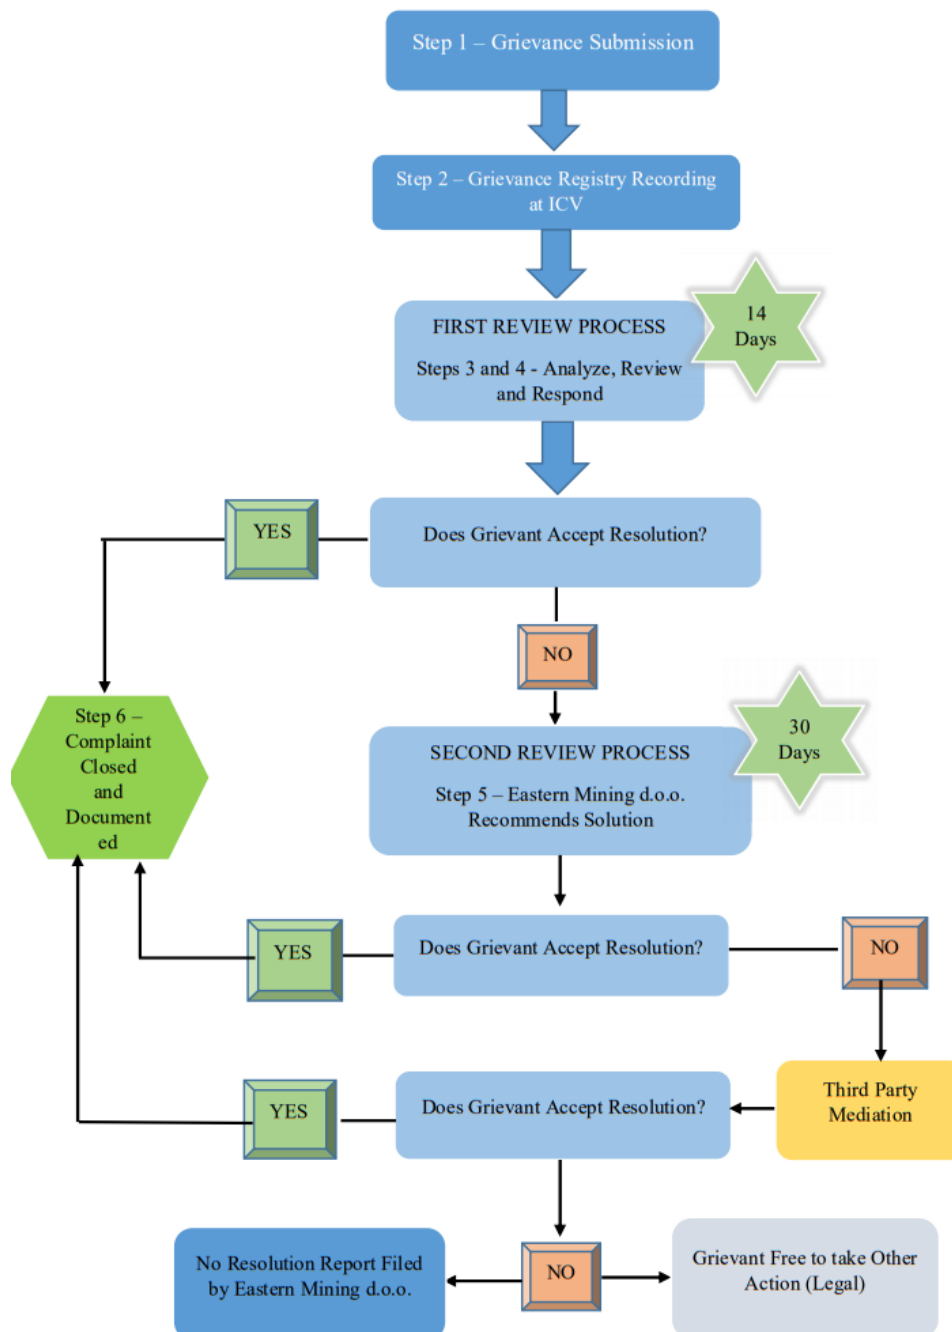 Step 1 – Grievance Submission
Step 2 – Grievance Registry Recording
at ICV
14
Days
FIRST REVIEW PROCESS
Steps 3 and 4 - Analyze, Review
and Respond
YES
Does Grievant Accept Resolution?
NO
Step 6 –
Complaint
Closed
and
Document
ed
30
Days
SECOND REVIEW PROCESS
Step 5 – Eastern Mining d.o.o.
Recommends Solution
YES
Does Grievant Accept Resolution?
NO
YES
Does Grievant Accept Resolution?
Third Party
Mediation
No Resolution Report Filed
by Eastern Mining d.o.o.
NO
Grievant Free to take Other
Action (Legal)